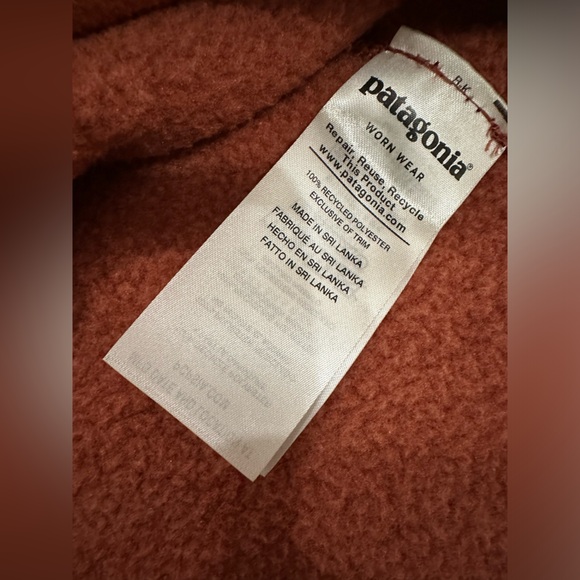 R.K.
patagonia®
WORN WEAR
Repair, Reuse, Recycle
This Product
www.patagonia.com
100% RECYCLED POLYESTER
EXCLUSIVE OF TRIM
MADE IN SRI LANKA
FABRIQUÉ AU SRI LANKA
HECHO EN SRI LANKA
FATTO IN SRI LANKA